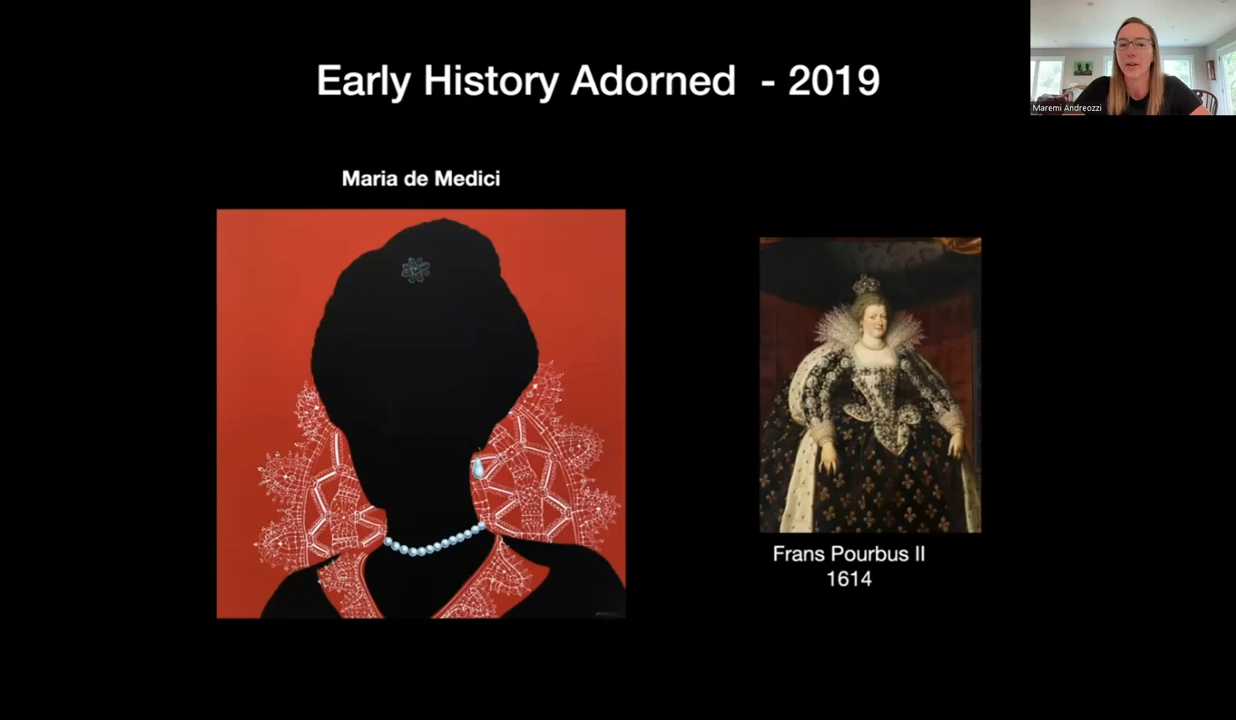 Early History Adorned - 2019
Maremi Andreozzi
Maria de Medici
Frans Pourbus II
1614